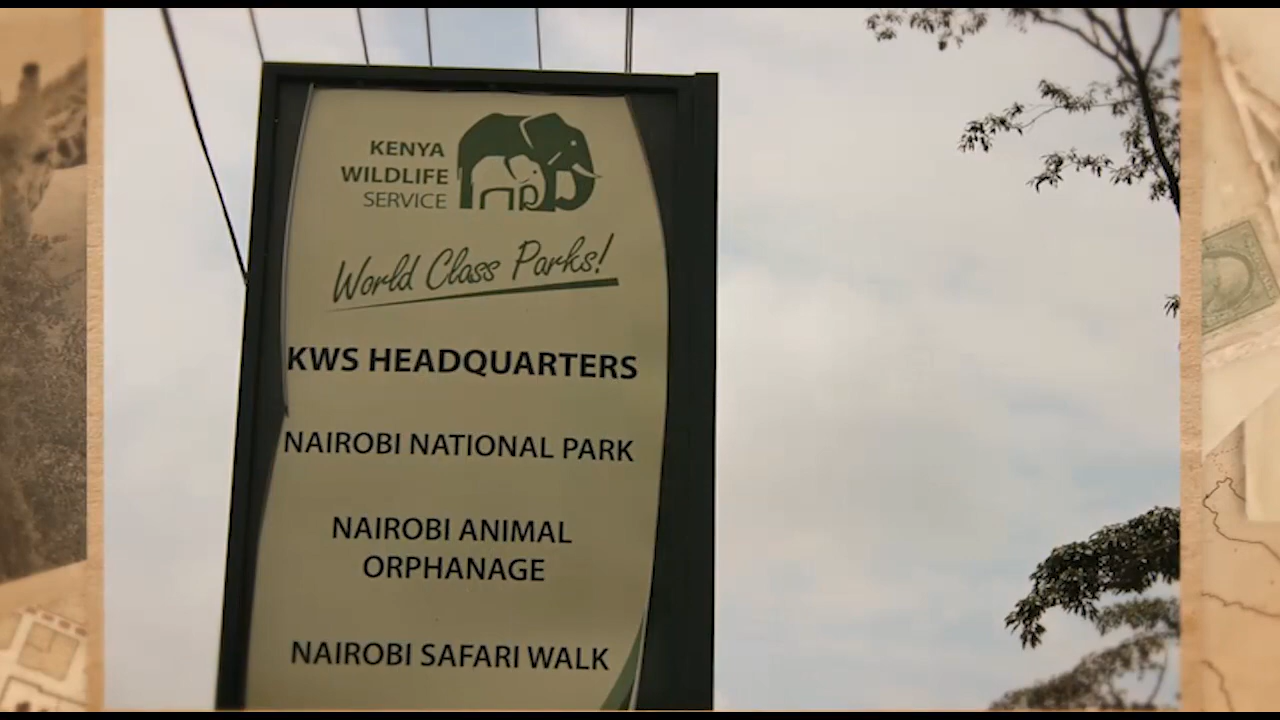 KENYA
WILDLIFE
SERVICE
World Class Parks!
KWS HEADQUARTERS
NAIROBI NATIONAL PARK
NAIROBI ANIMAL
ORPHANAGE
NAIROBI SAFARI WALK